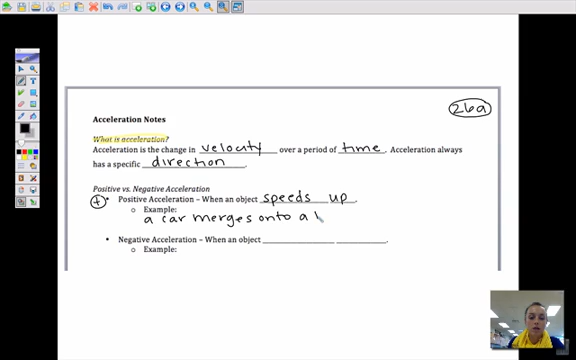 26a
Acceleration Notes
What is acceleration?
Acceleration is the change in velocity over a period of time. Acceleration always
has a specific direction.
Positive vs. Negative Acceleration
+ • Positive Acceleration – When an object speeds up.
o Example:
a car merges onto a
• Negative Acceleration – When an object ____________ ____________.
o Example: